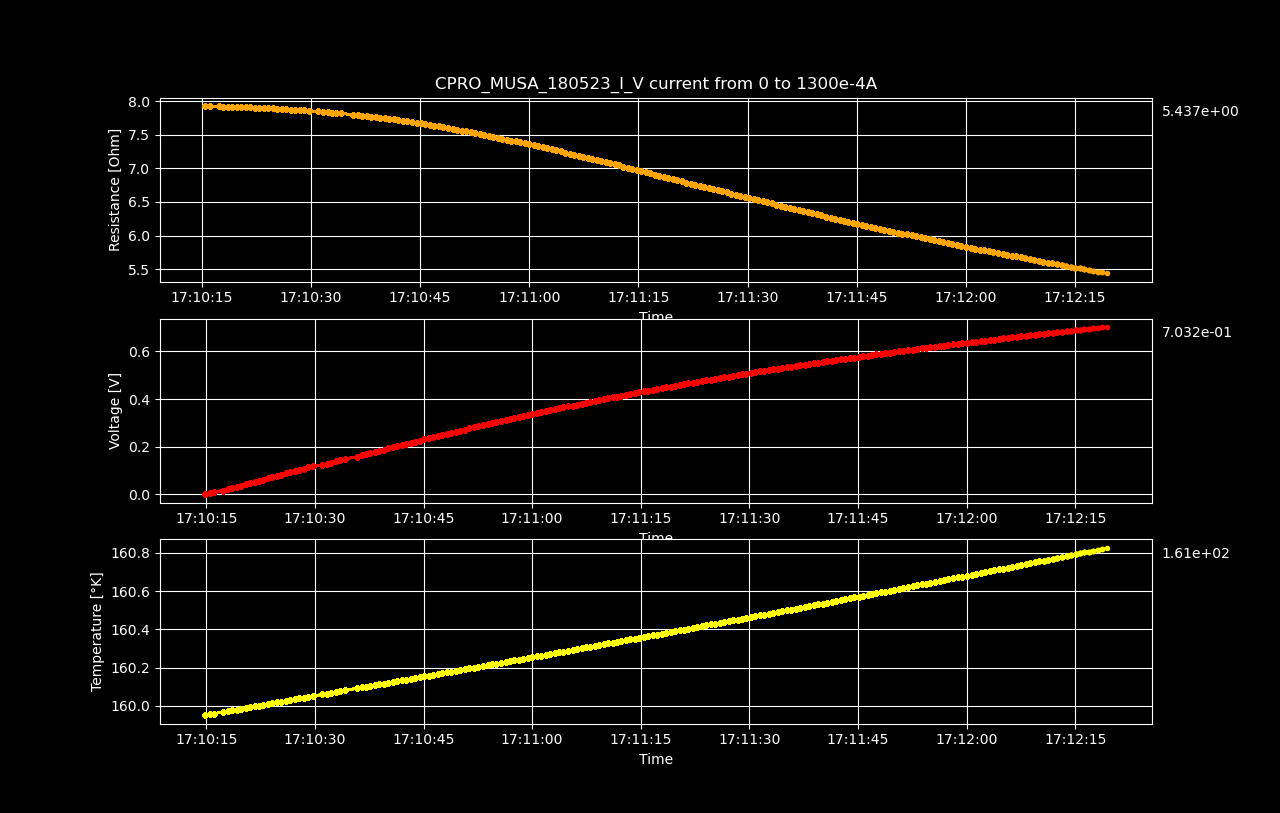 CPRO_MUSA_180523_I_V current from 0 to 1300e-4A
8.0
7.5
7.0
6.5
6.0
5.5
Resistance [Ohm]
5.437e+00
17:10:15 17:10:30 17:10:45 17:11:00 17:11:15 17:11:30 17:11:45 17:12:00 17:12:15
Time
0.6
0.4
0.2
0.0
Voltage [V]
7.032e-01
17:10:15 17:10:30 17:10:45 17:11:00 17:11:15 17:11:30 17:11:45 17:12:00 17:12:15
Time
160.8
160.6
160.4
160.2
160.0
Temperature [°K]
1.61e+02
17:10:15 17:10:30 17:10:45 17:11:00 17:11:15 17:11:30 17:11:45 17:12:00 17:12:15
Time